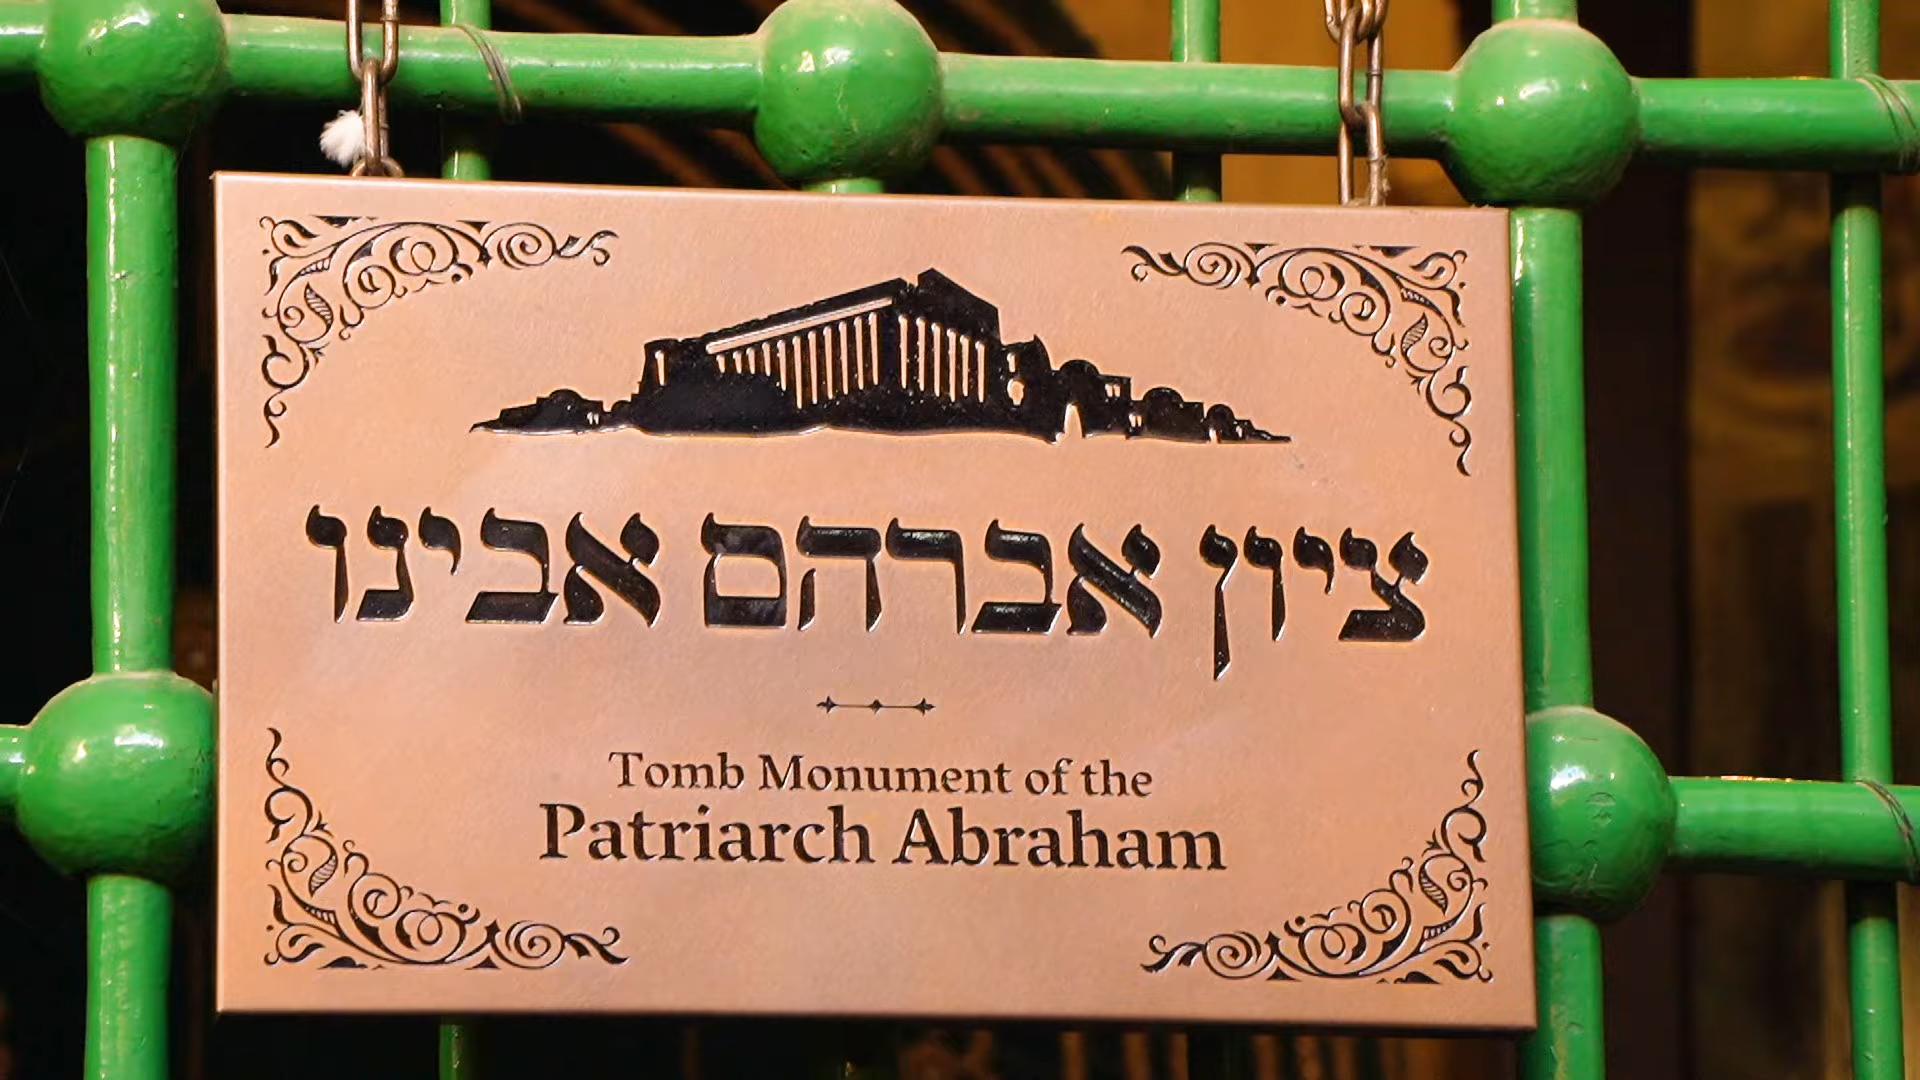 ציון אברהם אבינו
Tomb Monument of the
Patriarch Abraham